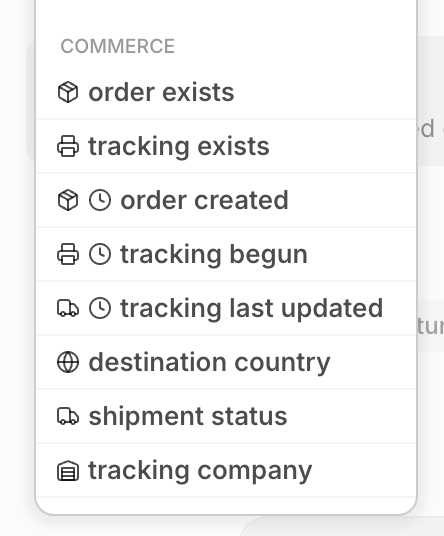 COMMERCE
order exists
tracking exists
order created
tracking begun
tracking last updated
destination country
shipment status
tracking company